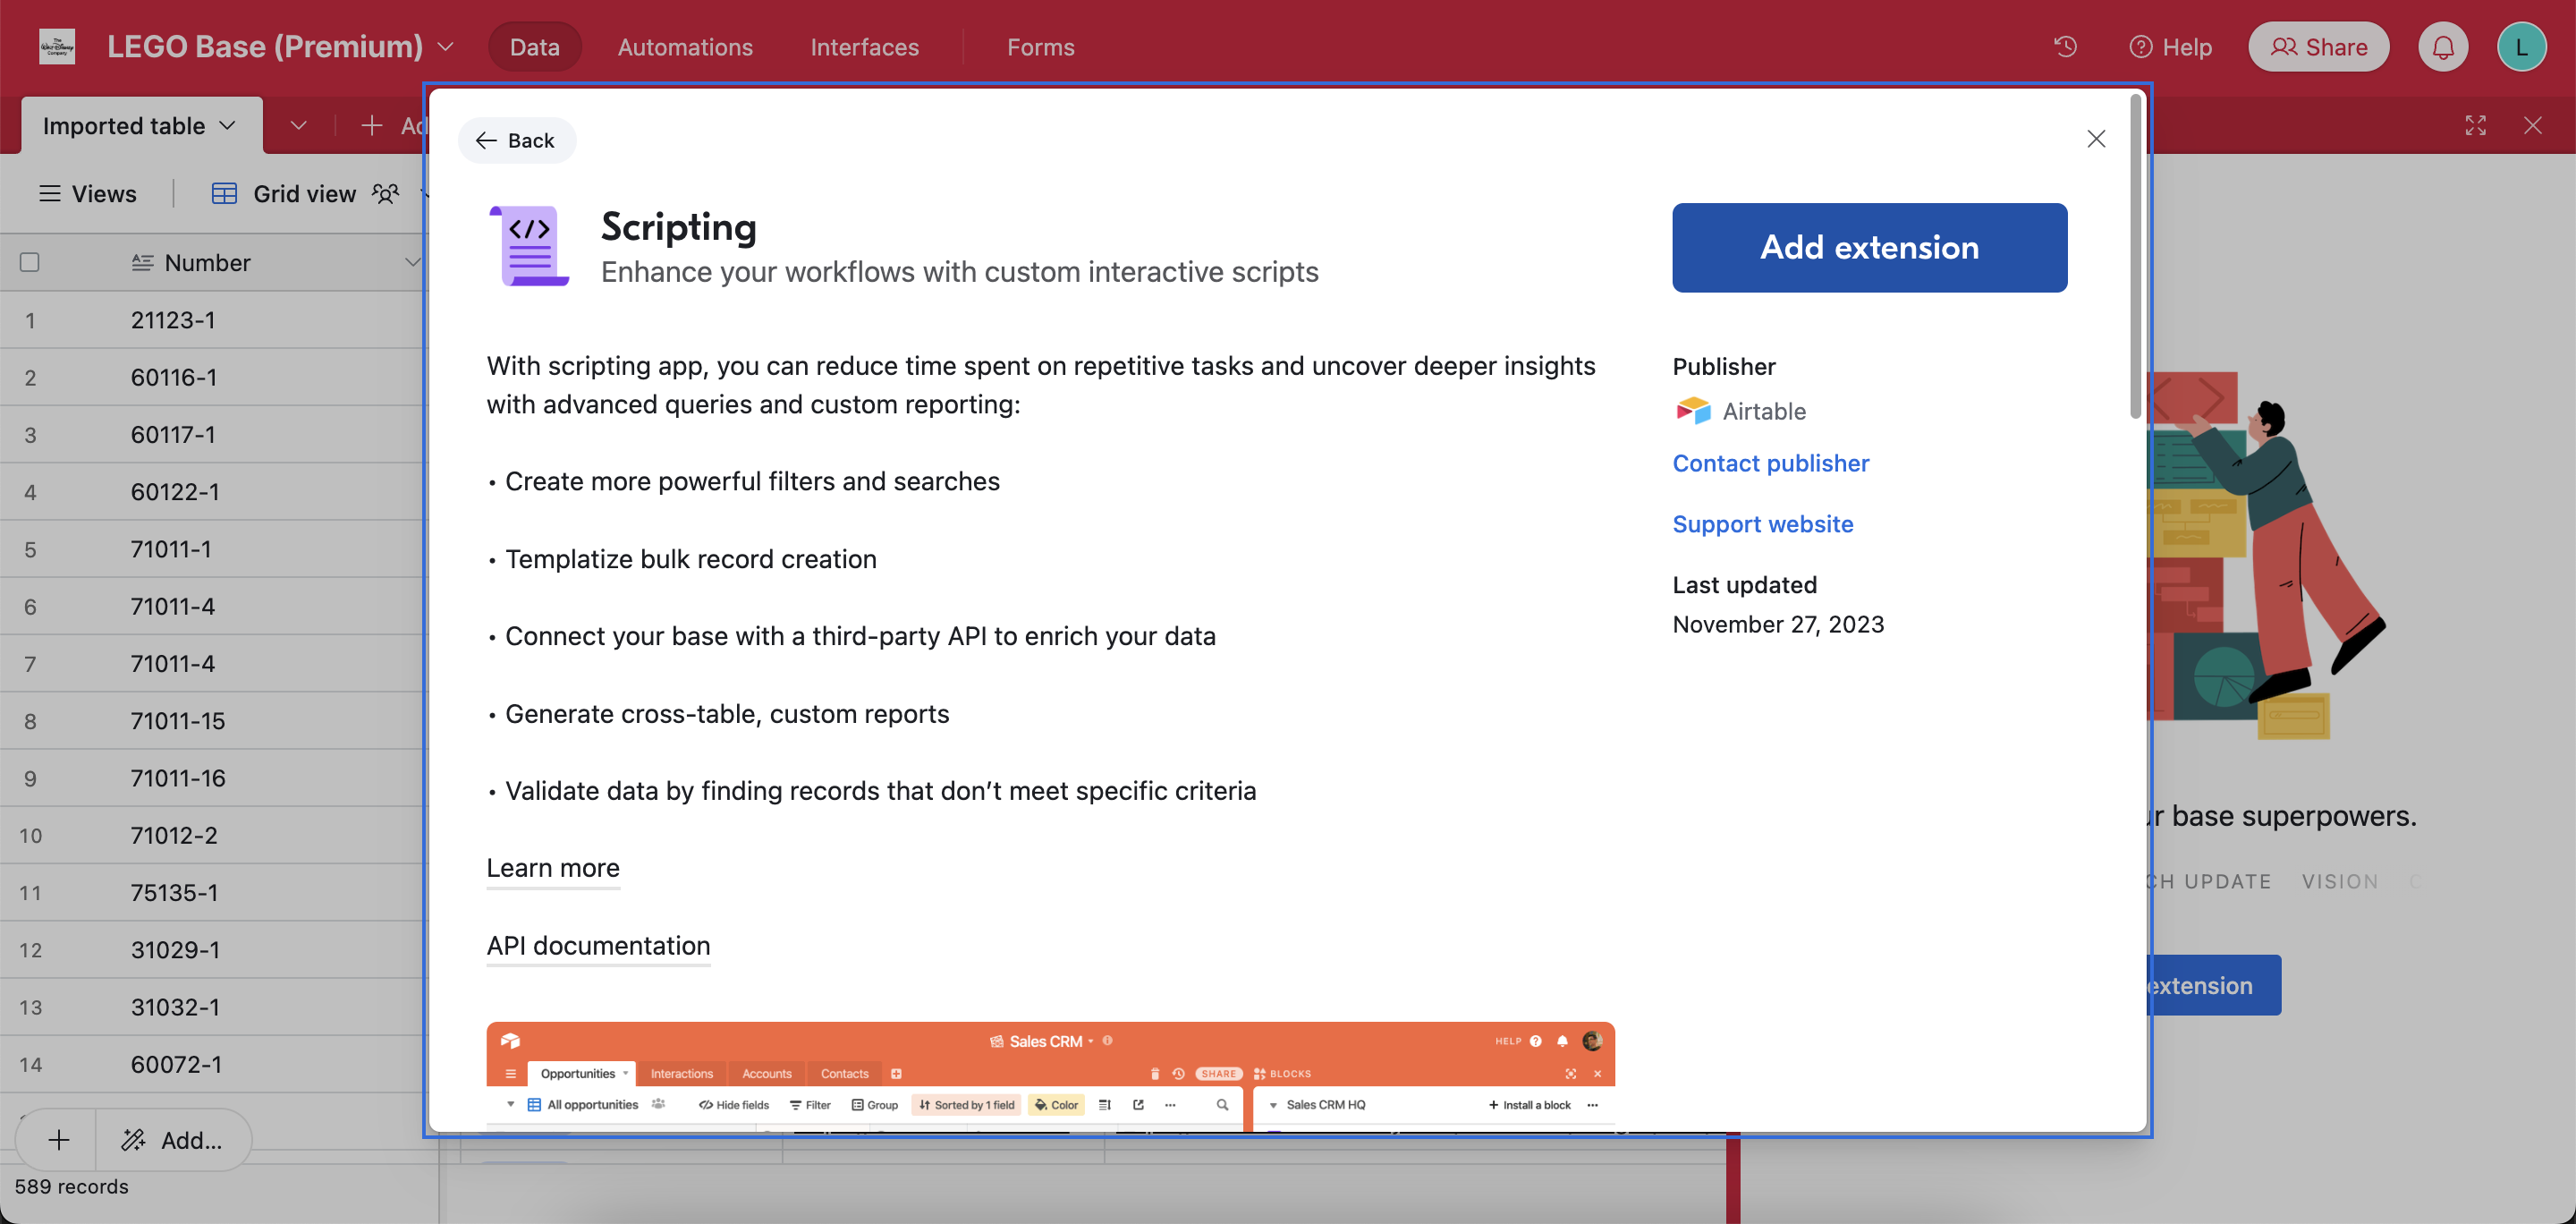 The Walt Disney Company
LEGO Base (Premium)
Data
Automations
Interfaces
Forms
Help
Share
L
Imported table
Views
Grid view
Number
1 21123-1
2 60116-1
3 60117-1
4 60122-1
5 71011-1
6 71011-4
7 71011-4
8 71011-15
9 71011-16
10 71012-2
11 75135-1
12 31029-1
13 31032-1
14 60072-1
Add...
589 records
Back
Scripting
Enhance your workflows with custom interactive scripts
Add extension
With scripting app, you can reduce time spent on repetitive tasks and uncover deeper insights
with advanced queries and custom reporting:
• Create more powerful filters and searches
• Templatize bulk record creation
• Connect your base with a third-party API to enrich your data
• Generate cross-table, custom reports
• Validate data by finding records that don’t meet specific criteria
Learn more
API documentation
Publisher
Airtable
Contact publisher
Support website
Last updated
November 27, 2023
Sales CRM
HELP
Opportunities
Interactions
Accounts
Contacts
SHARE
BLOCKS
All opportunities
Hide fields
Filter
Group
Sorted by 1 field
Color
Sales CRM HQ
+ Install a block
base superpowers.
UPDATE VISION
extension